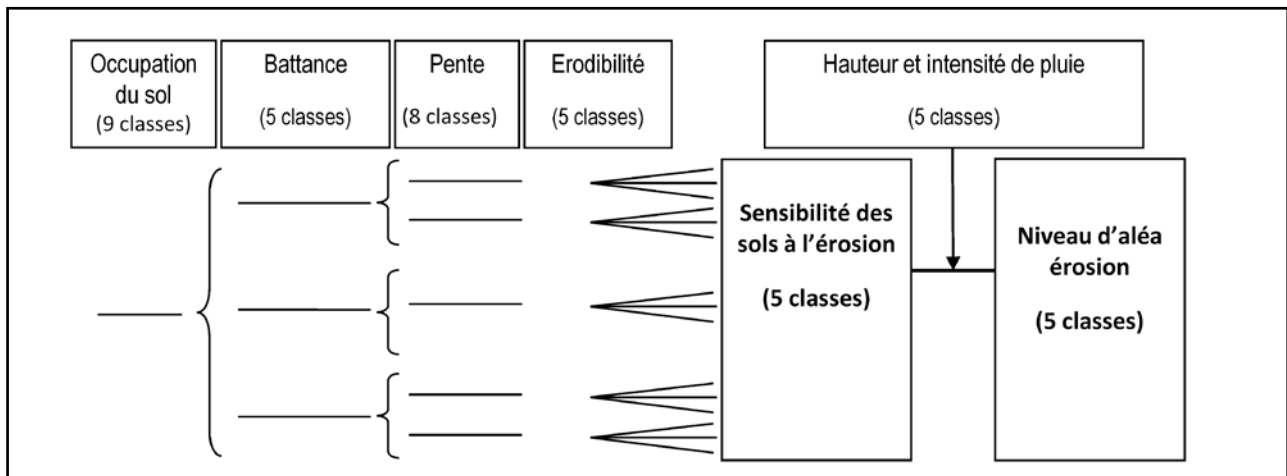 Occupation
du sol
(9 classes)
Battance
(5 classes)
Pente
(8 classes)
Erodibilité
(5 classes)
Hauteur et intensité de pluie
(5 classes)
Sensibilité des
sols à l'érosion
(5 classes)
Niveau d'aléa
érosion
(5 classes)